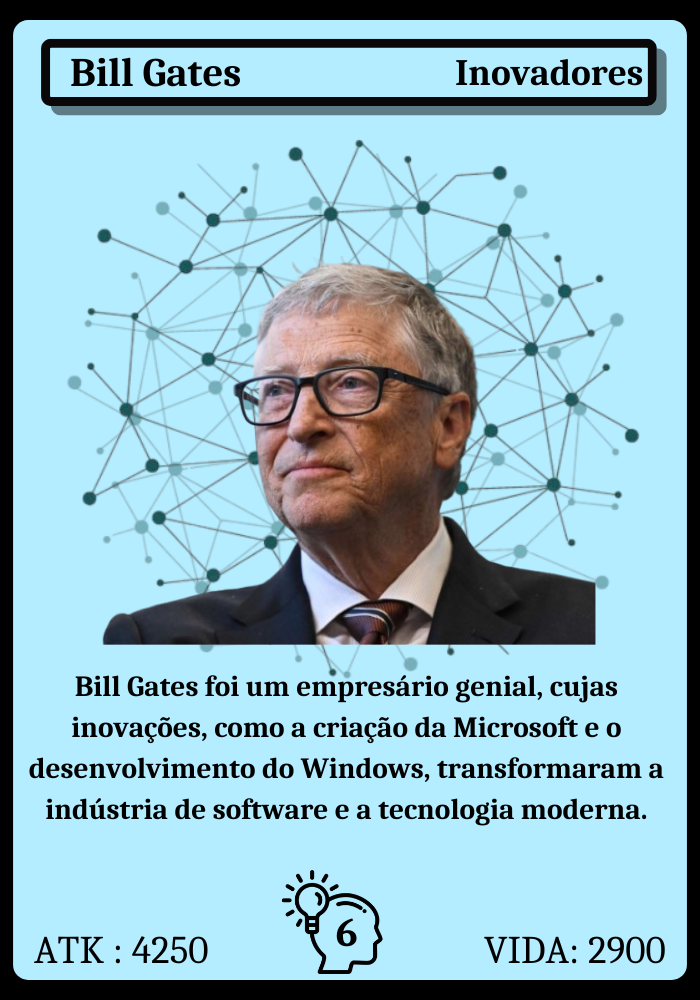 Bill Gates
Inovadores
Bill Gates foi um empresário genial, cujas
inovações, como a criação da Microsoft e o
desenvolvimento do Windows, transformaram a
indústria de software e a tecnologia moderna.
ATK : 4250
6
VIDA: 2900